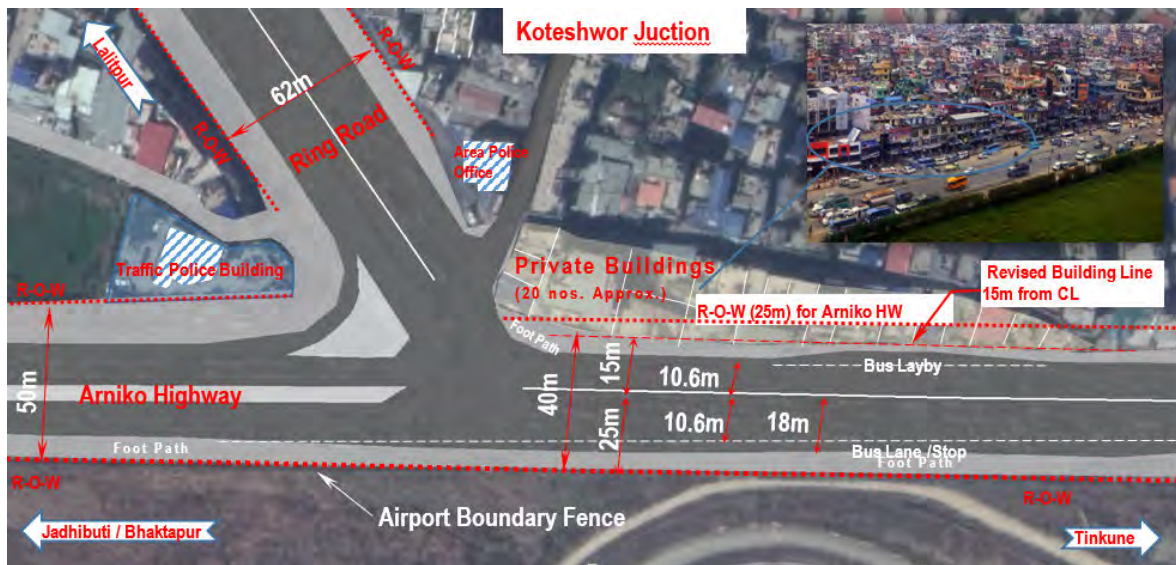 Koteshwor Juction
Lalitpur
R-O-W
62m
R-O-W
Ring Road
Area Police
Office
Traffic Police Building
R-O-W
Private Buildings
(20 nos. Approx.)
Revised Building Line
15m from CL
R-O-W (25m) for Arniko HW
Foot Path
50m
Arniko Highway
40m
15m
25m
10.6m
10.6m
18m
Bus Layby
Bus Lane /Stop
Foot Path
Foot Path
R-O-W
R-O-W
Airport Boundary Fence
Jadhibuti / Bhaktapur
Tinkune